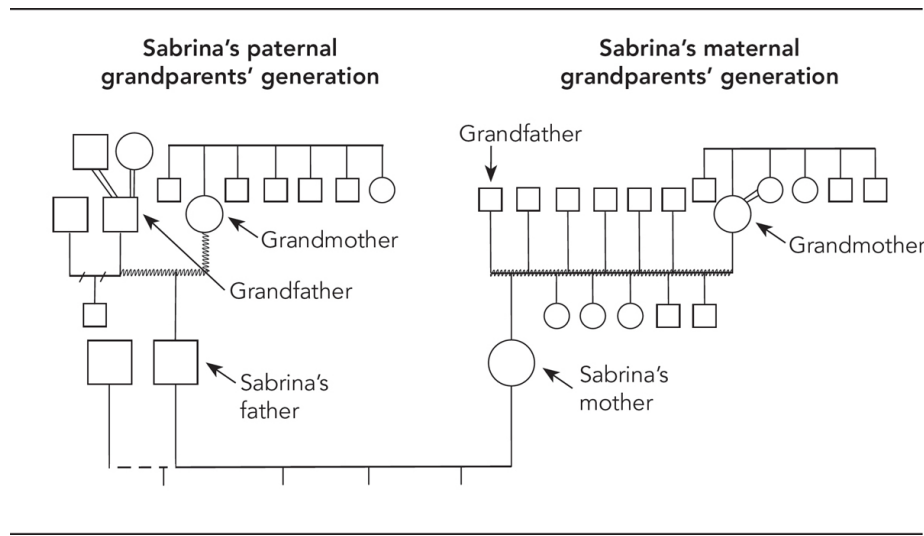 Sabrina’s paternal
grandparents’ generation
Sabrina’s maternal
grandparents’ generation
Grandfather
Grandmother
Grandmother
Grandfather
Sabrina’s
father
Sabrina’s
mother